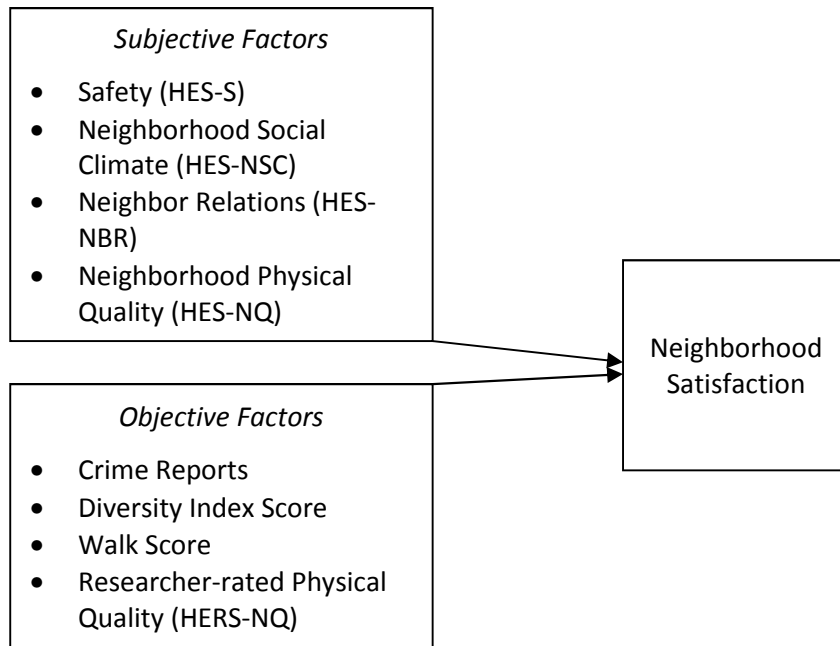 Subjective Factors
• Safety (HES-S)
• Neighborhood Social
Climate (HES-NSC)
• Neighbor Relations (HES-
NBR)
• Neighborhood Physical
Quality (HES-NQ)
Neighborhood
Satisfaction
Objective Factors
• Crime Reports
• Diversity Index Score
• Walk Score
• Researcher-rated Physical
Quality (HERS-NQ)